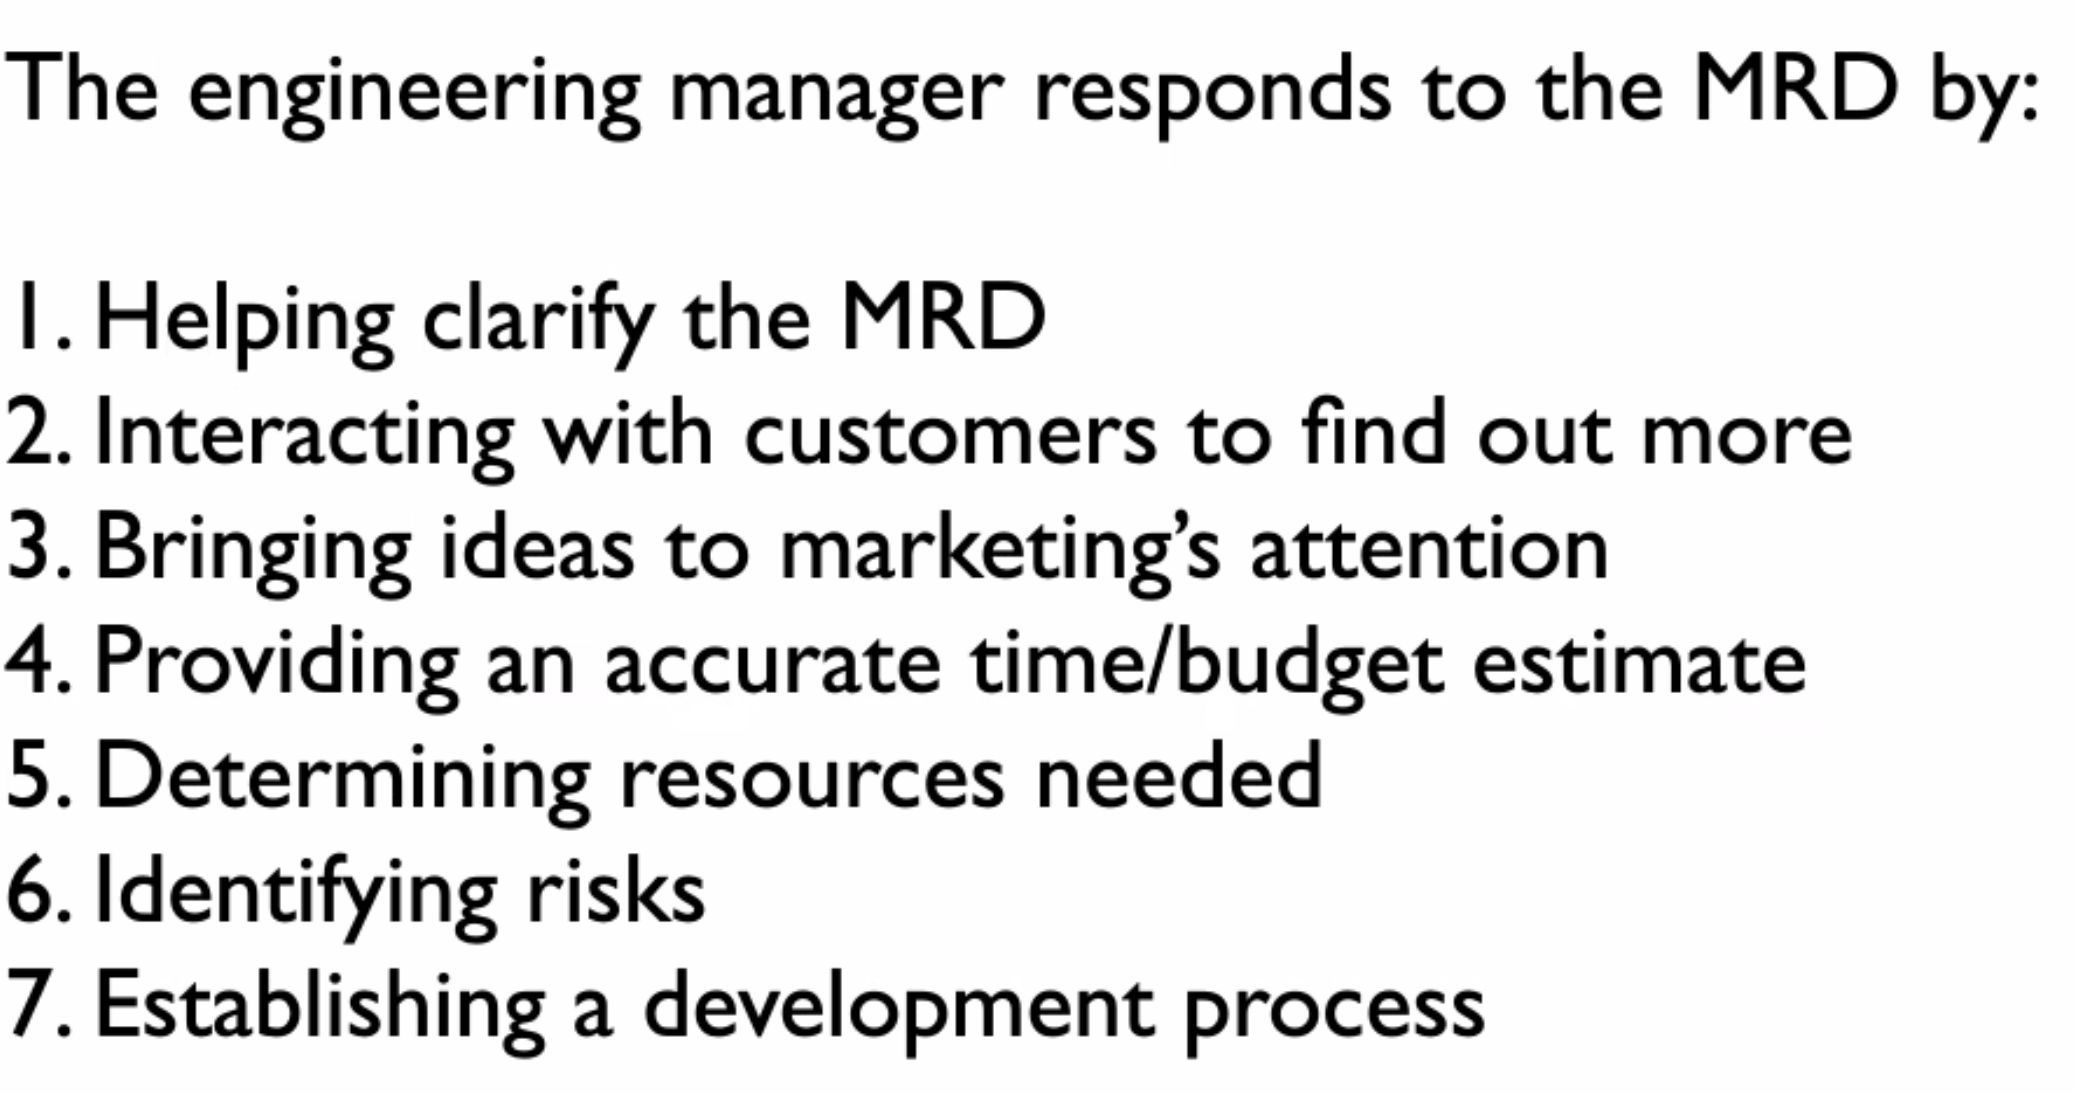 The engineering manager responds to the MRD by:
1. Helping clarify the MRD
2. Interacting with customers to find out more
3. Bringing ideas to marketing’s attention
4. Providing an accurate time/budget estimate
5. Determining resources needed
6. Identifying risks
7. Establishing a development process